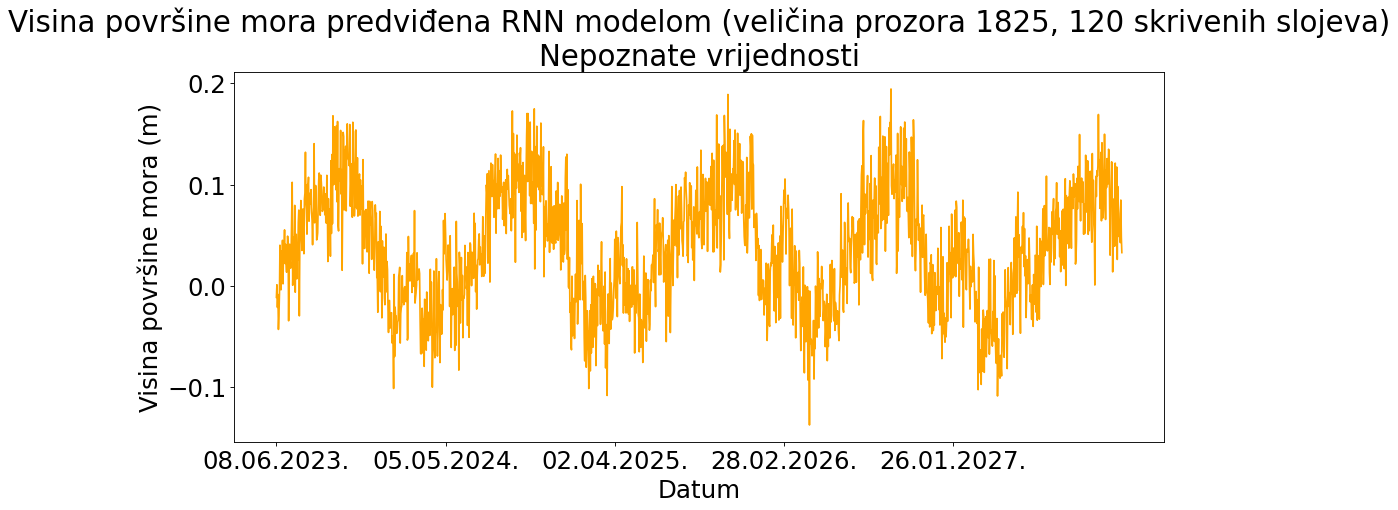 Visina površine mora predviđena RNN modelom (veličina prozora 1825, 120 skrivenih slojeva)
Nepoznate vrijednosti
Visina površine mora (m)
0.2
0.1
0.0
−0.1
08.06.2023. 05.05.2024. 02.04.2025. 28.02.2026. 26.01.2027.
Datum